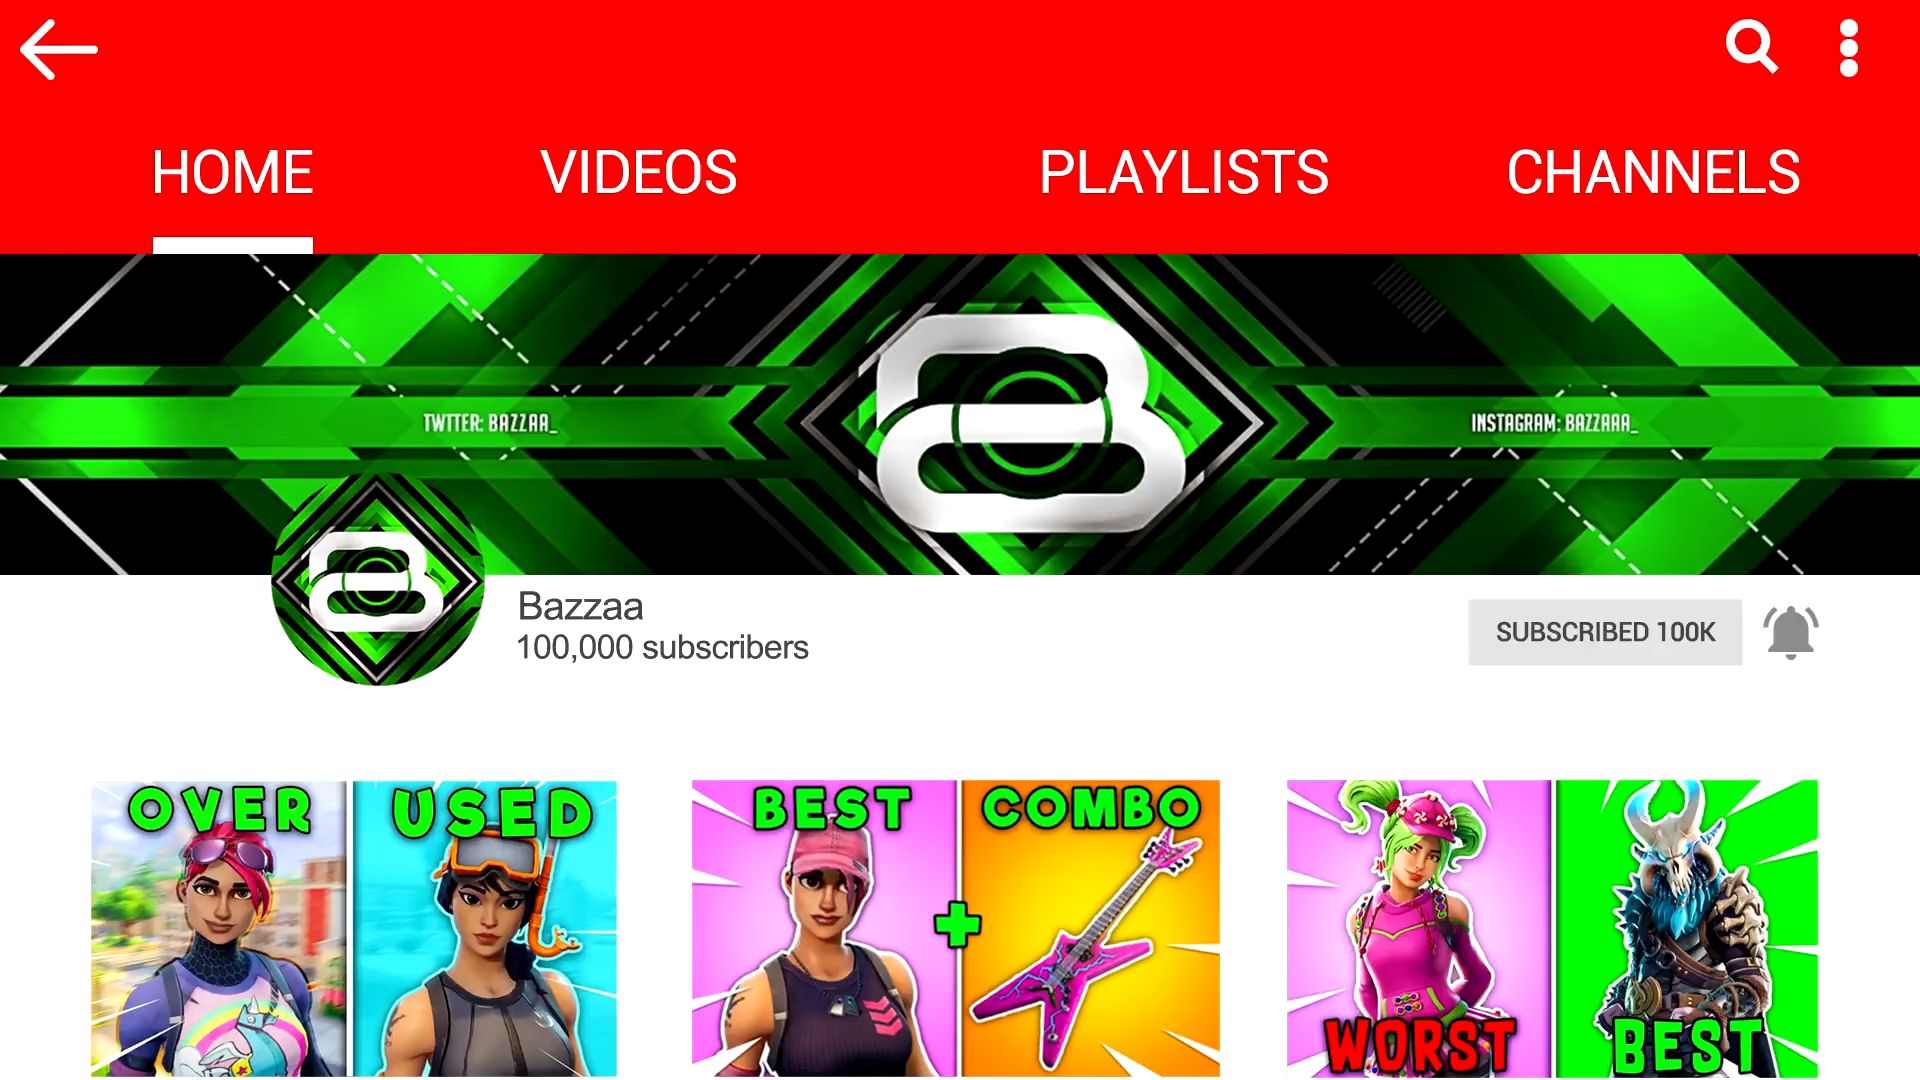 HOME VIDEOS PLAYLISTS CHANNELS
TWTTER: BAZZAA_ INSTAGRAM: BAZZAAA_
Bazzaa
100,000 subscribers
SUBSCRIBED 100K
OVER USED
BEST COMBO
WORST BEST